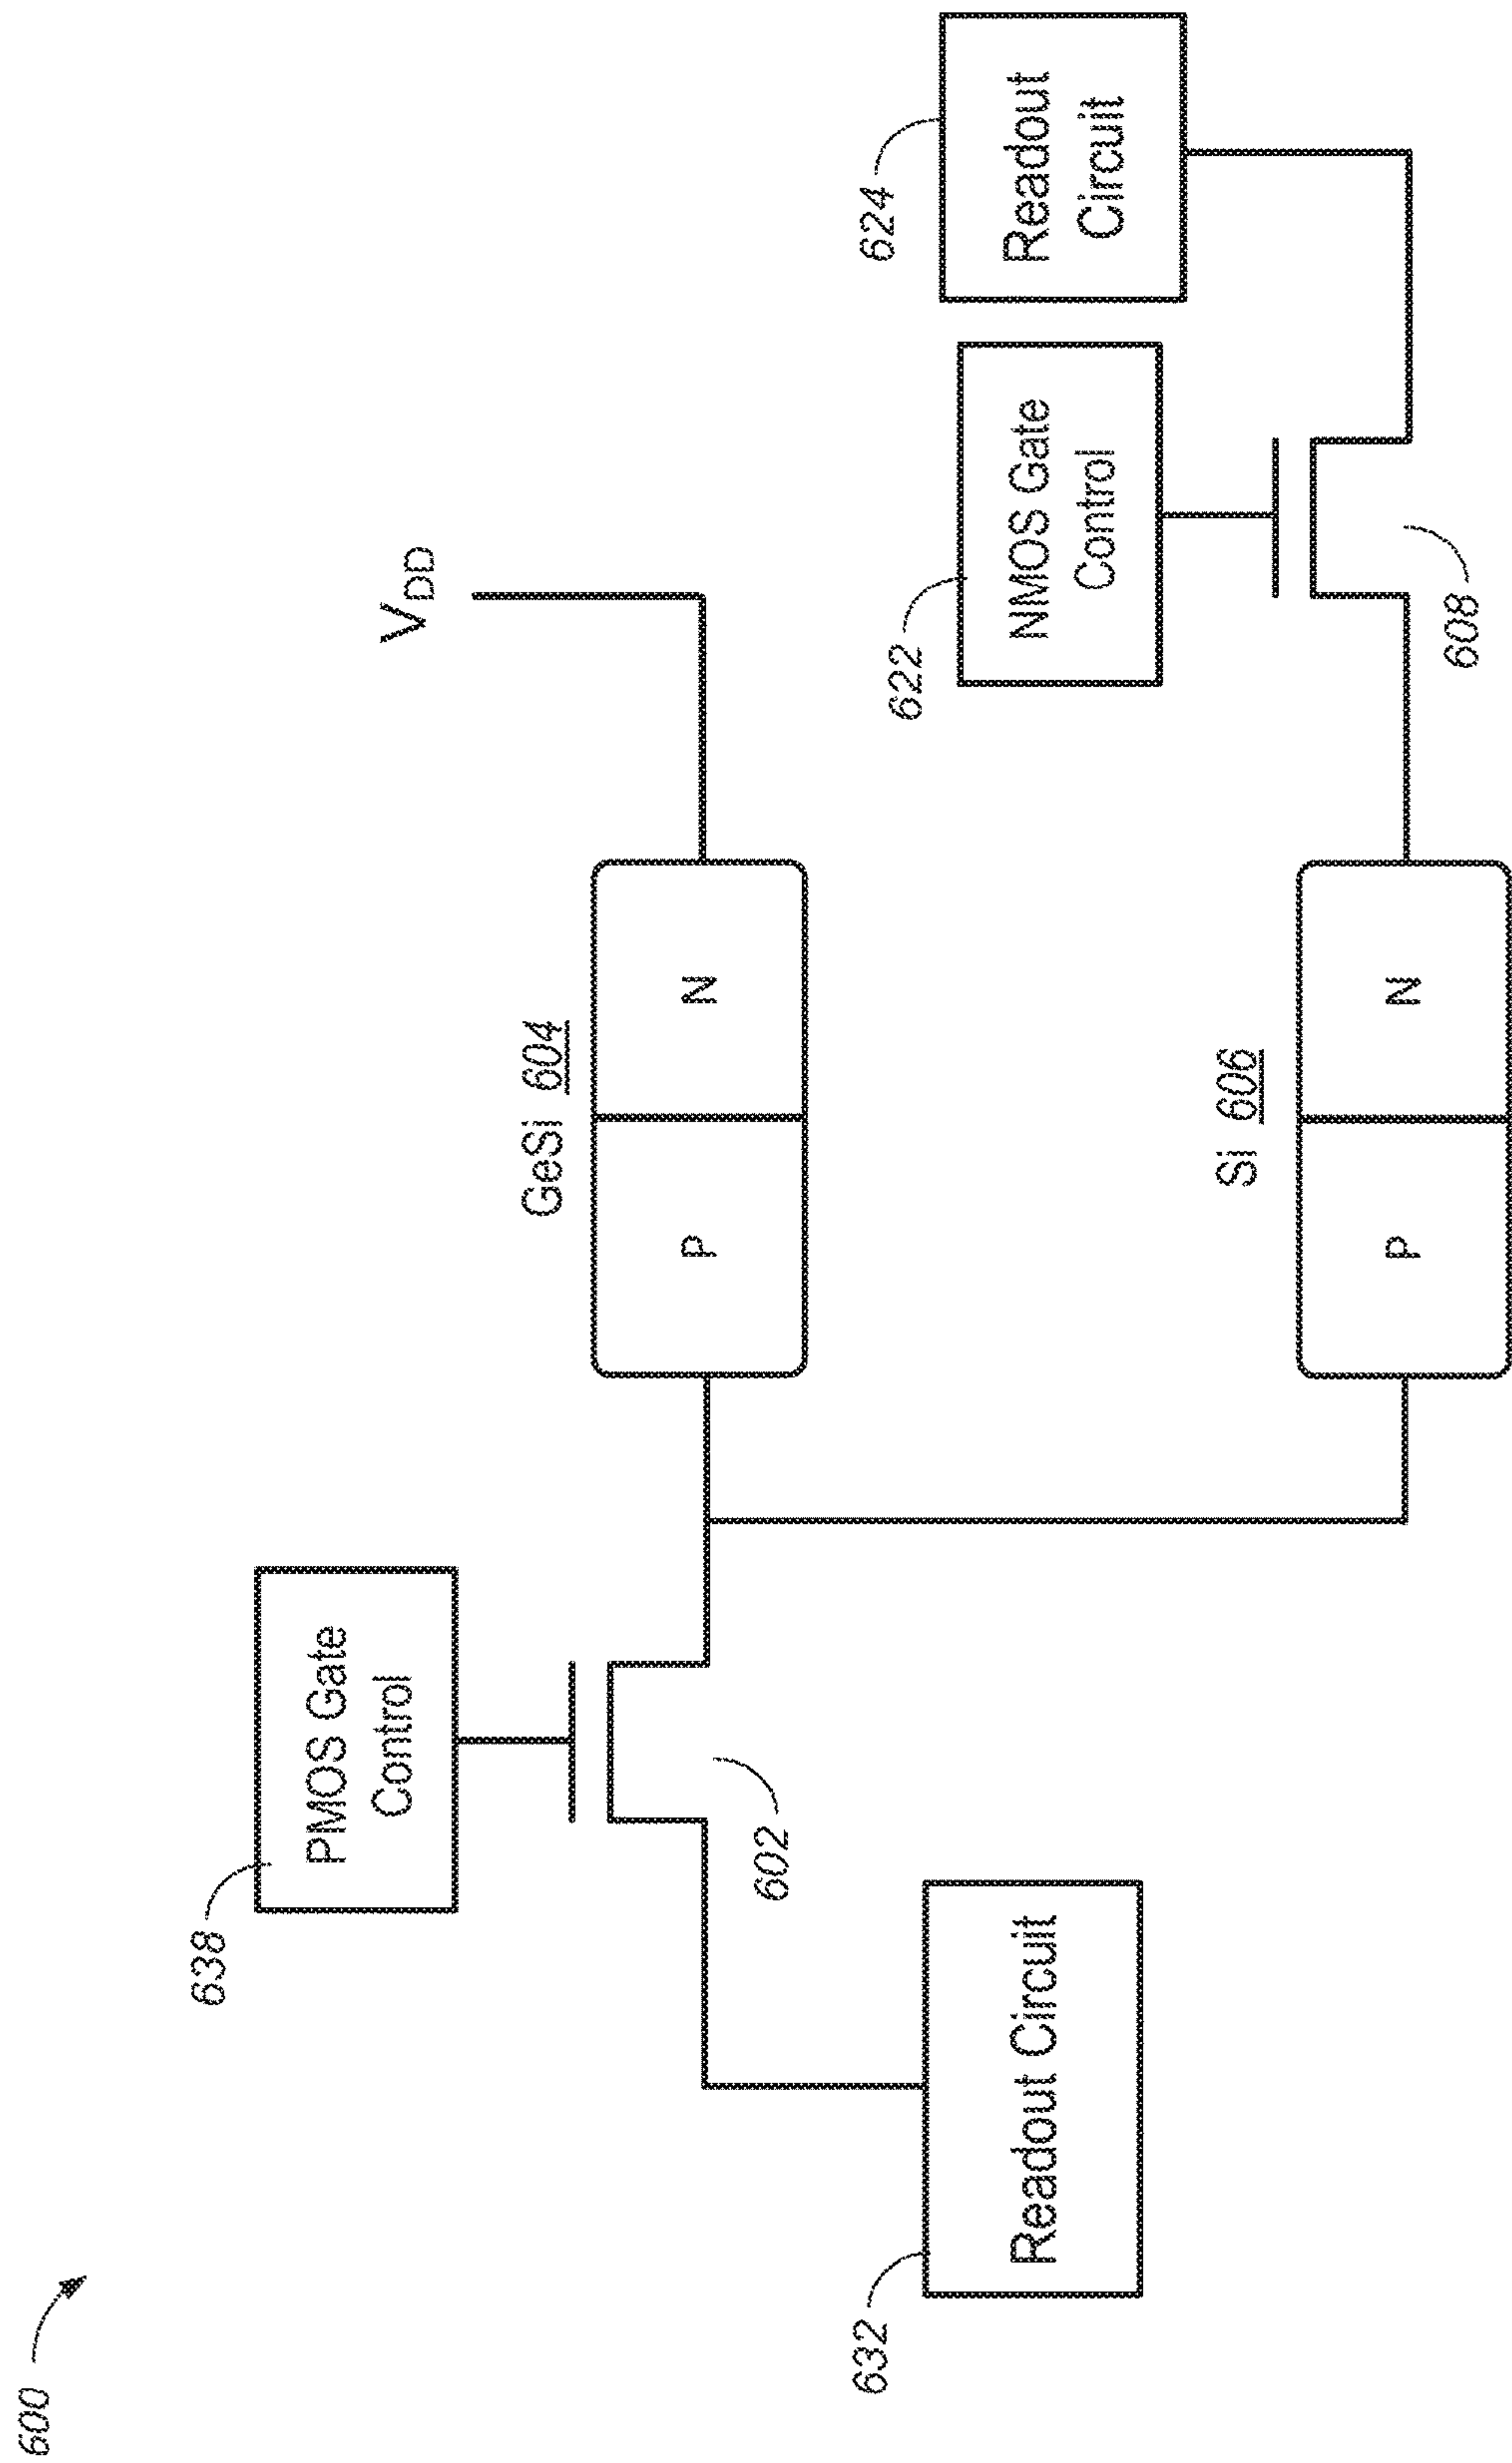 600
638
PMOS Gate
Control
602
632
Readout Circuit
V_DD
GeSi 604
P
N
Si 606
P
N
622
NMOS Gate
Control
608
624
Readout
Circuit